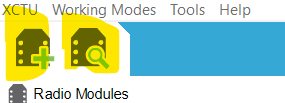 XCTU Working Modes Tools Help
Radio Modules